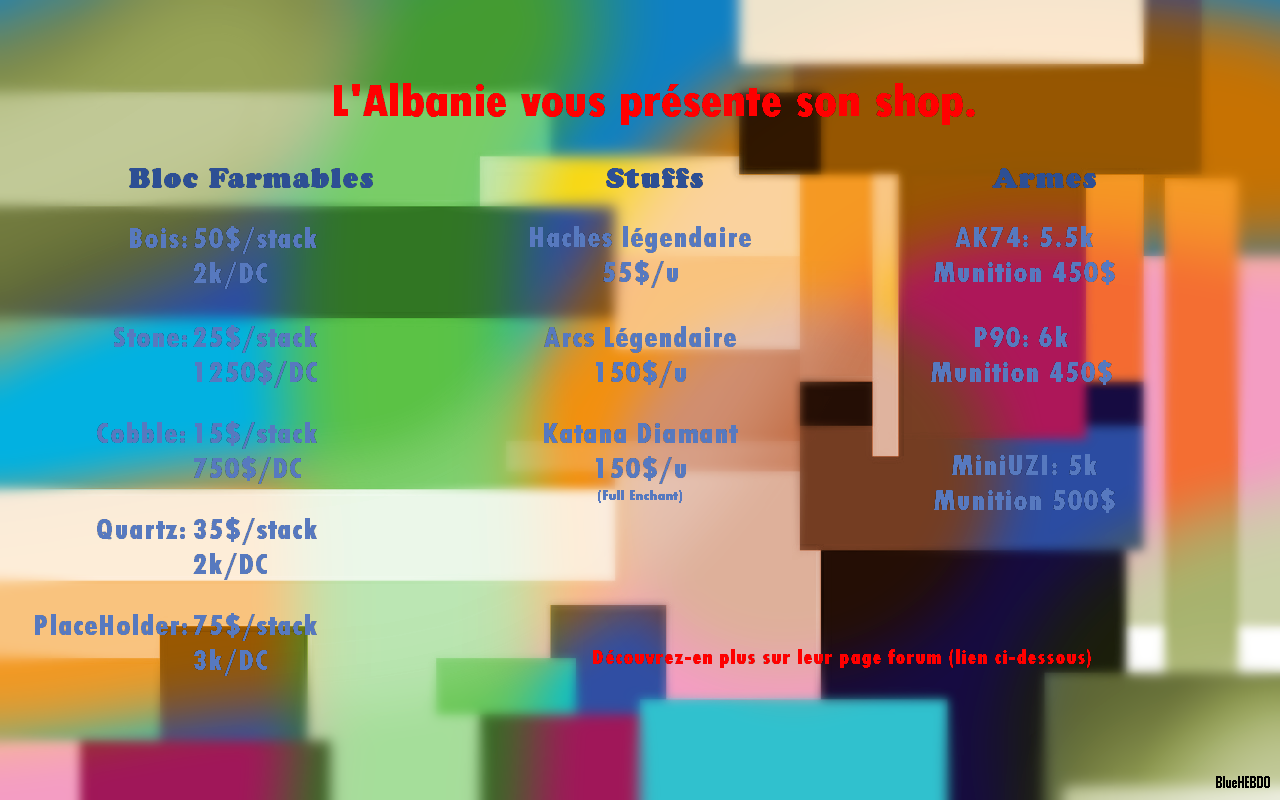 L'Albanie vous présente son shop.
Bloc Farmables
Bois: 50$/stack
2k/DC
Stone: 25$/stack
1250$/DC
Cobble: 15$/stack
750$/DC
Quartz: 35$/stack
2k/DC
PlaceHolder: 75$/stack
3k/DC
Stuffs
Haches légendaire
55$/u
Arcs Légendaire
150$/u
Katana Diamant
150$/u
(Full Enchant)
Armes
AK74: 5.5k
Munition 450$
P90: 6k
Munition 450$
MiniUZI: 5k
Munition 500$
Découvrez-en plus sur leur page forum (lien ci-dessous)
BlueHEBDO